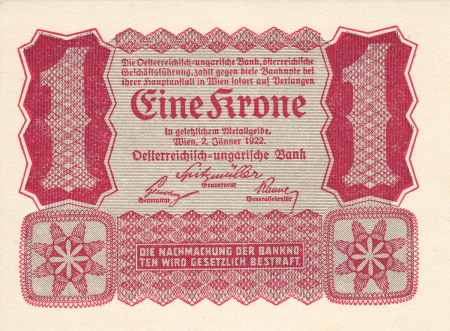 Die Oesterreichisch-ungarische Bank, österreichische
Geschäftsführung, zahlt gegen diese Banknote bei
ihrer Hauptanstalt in Wien sofort auf Verlangen
1 Eine Krone 1
in gesetzlichem Metallgelde.
Wien, 2. Jänner 1922.
Oesterreichisch-ungarische Bank
Spitzmüller
Gouverneur
Generalrat
Generalsekretär
DIE NACHMACHUNG DER BANKNO-
TEN WIRD GESETZLICH BESTRAFT.